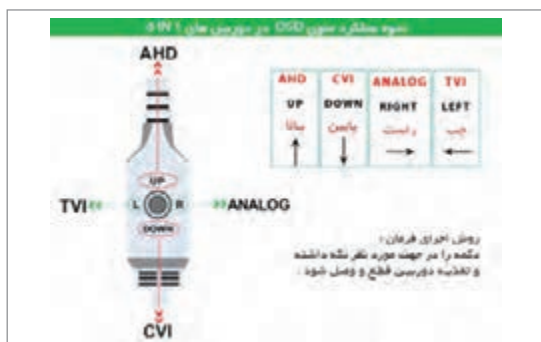 نحوه عملکرد منوی OSD در دوربین های 4 IN 1
AHD
AHD CVI ANALOG TVI
UP DOWN RIGHT LEFT
بالا پایین راست چپ
UP
TVI L R ANALOG
DOWN
CVI
روش اجرای فرمان :
دکمه را در جهت مورد نظر نگه داشته
و تغذیه دوربین قطع و وصل شود .